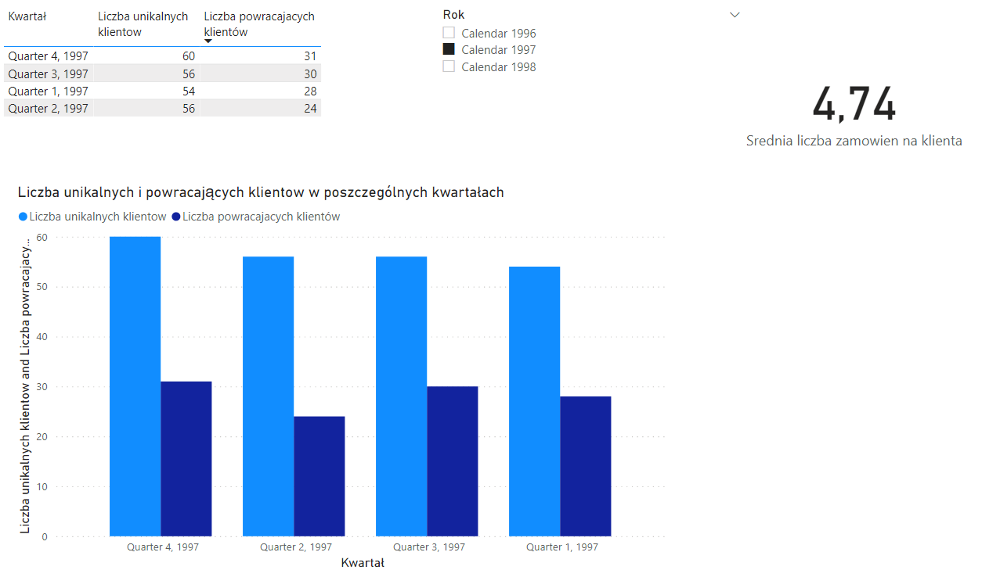 Kwartał Liczba unikalnych klientow Liczba powracajacych klientów
Quarter 4, 1997 60 31
Quarter 3, 1997 56 30
Quarter 1, 1997 54 28
Quarter 2, 1997 56 24
Rok
Calendar 1996
Calendar 1997
Calendar 1998
4,74
Srednia liczba zamowien na klienta
Liczba unikalnych i powracających klientow w poszczególnych kwartałach
Liczba unikalnych klientow Liczba powracajacych klientów
Liczba unikalnych klientow and Liczba powracajacy...
60
50
40
30
20
10
0
Quarter 4, 1997 Quarter 2, 1997 Quarter 3, 1997 Quarter 1, 1997
Kwartał